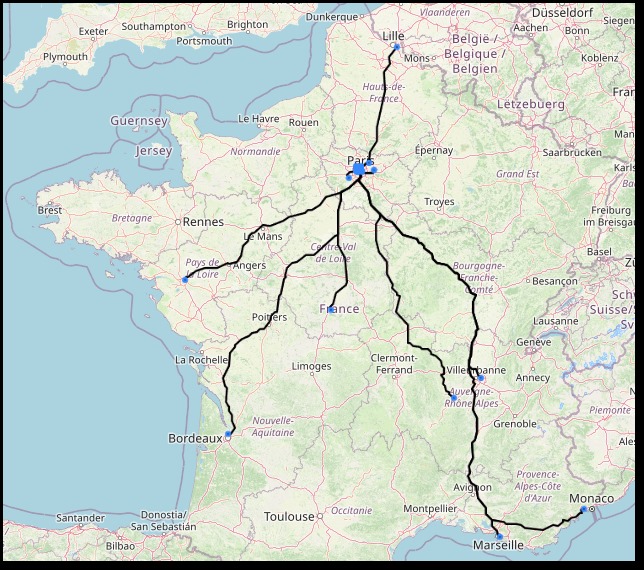 Dunkerque
Vlaanderen
Düsseldorf
Exeter
Southampton
Brighton
Portsmouth
Plymouth
Lille
Mons
België /
Belgique /
Belgien
Aachen
Bonn
Siegen
Koblenz
Hauts-de-
France
Lëtzebuerg
Guernsey
Jersey
Le Havre
Rouen
Normandie
Paris
Épernay
Saarbrücken
Grand Est
Brest
Bretagne
Rennes
Troyes
Freiburg
im Breisgau
Le Mans
Pays de
la Loire
Angers
Centre-Val
de Loire
Basel
Bourgogne-
Franche-
Comté
Besançon
France
Lausanne
Poitiers
Genève
La Rochelle
Limoges
Clermont-
Ferrand
Villeurbanne
Annecy
Auvergne-
Rhône-Alpes
Piemonte
Nouvelle-
Aquitaine
Grenoble
Bordeaux
Provence-
Alpes-Côte
d'Azur
Avignon
Monaco
Toulouse
Occitanie
Montpellier
Marseille
Santander
Donostia/
San Sebastián
Bilbao